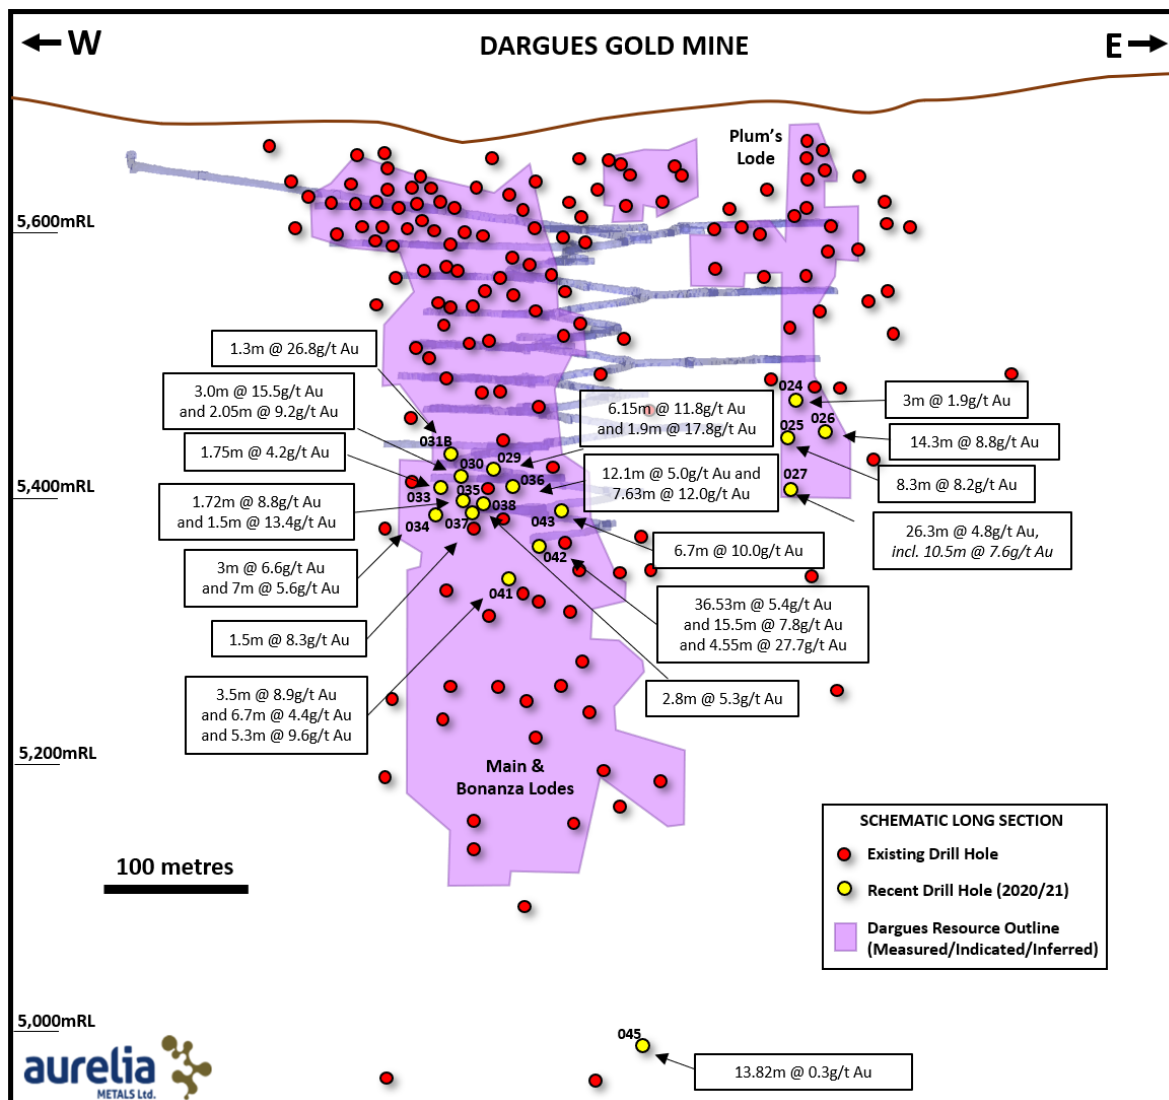 W
DARGUES GOLD MINE
E
Plum's
Lode
5,600mRL
1.3m @ 26.8g/t Au
3.0m @ 15.5g/t Au
and 2.05m @ 9.2g/t Au
6.15m @ 11.8g/t Au
and 1.9m @ 17.8g/t Au
024
3m @ 1.9g/t Au
025
026
14.3m @ 8.8g/t Au
031B
1.75m @ 4.2g/t Au
030
029
12.1m @ 5.0g/t Au and
7.63m @ 12.0g/t Au
027
8.3m @ 8.2g/t Au
5,400mRL
033
035
036
1.72m @ 8.8g/t Au
and 1.5m @ 13.4g/t Au
034
037
038
043
26.3m @ 4.8g/t Au,
incl. 10.5m @ 7.6g/t Au
6.7m @ 10.0g/t Au
042
3m @ 6.6g/t Au
and 7m @ 5.6g/t Au
041
36.53m @ 5.4g/t Au
and 15.5m @ 7.8g/t Au
and 4.55m @ 27.7g/t Au
1.5m @ 8.3g/t Au
3.5m @ 8.9g/t Au
and 6.7m @ 4.4g/t Au
and 5.3m @ 9.6g/t Au
2.8m @ 5.3g/t Au
5,200mRL
Main &
Bonanza Lodes
100 metres
SCHEMATIC LONG SECTION
Existing Drill Hole
Recent Drill Hole (2020/21)
Dargues Resource Outline
(Measured/Indicated/Inferred)
5,000mRL
045
13.82m @ 0.3g/t Au
aurelia
METALS Ltd.